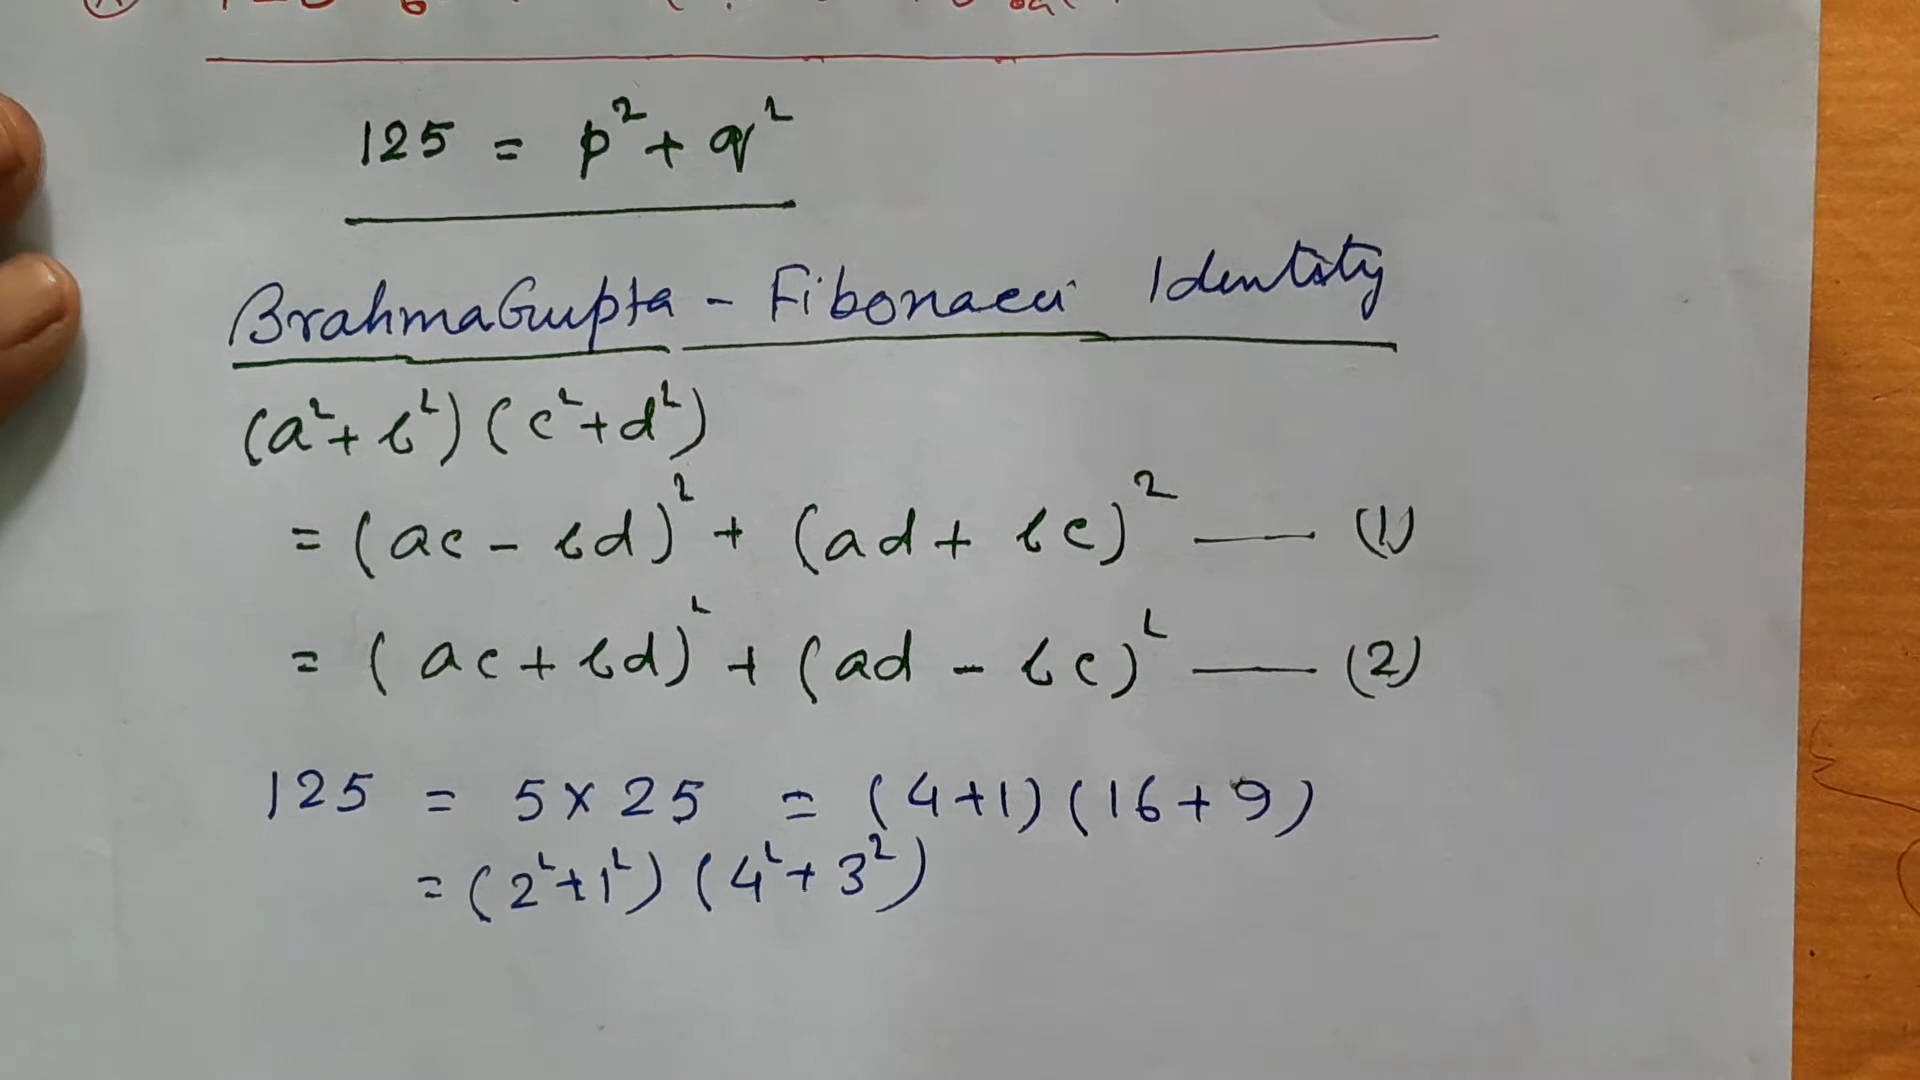 125 = p² + q²
BrahmaGupta - Fibonacci Identity
(a² + b²) (c² + d²)
= (ac - bd)² + (ad + bc)² —— (1)
= (ac + bd)² + (ad - bc)² —— (2)
125 = 5 × 25 = (4+1) (16+9)
= (2²+1²) (4²+3²)